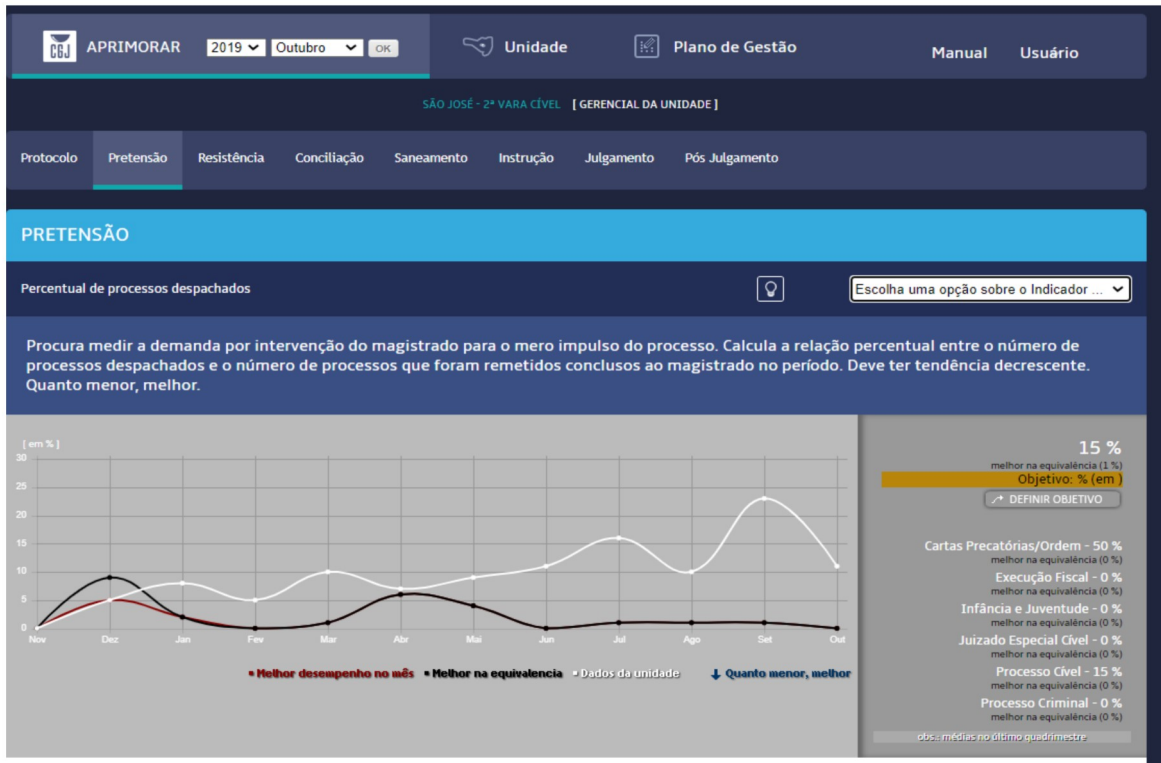 CGJ APRIMORAR 2019 Outubro OK Unidade Plano de Gestão Manual Usuário
SÃO JOSÉ - 2ª VARA CÍVEL [ GERENCIAL DA UNIDADE ]
Protocolo Pretensão Resistência Conciliação Saneamento Instrução Julgamento Pós Julgamento
PRETENSÃO
Percentual de processos despachados Escolha uma opção sobre o Indicador ...
Procura medir a demanda por intervenção do magistrado para o mero impulso do processo. Calcula a relação percentual entre o número de
processos despachados e o número de processos que foram remetidos conclusos ao magistrado no período. Deve ter tendência decrescente.
Quanto menor, melhor.
[ em % ]
30
25
20
15
10
5
0
Nov Dez Jan Fev Mar Abr Mai Jun Jul Ago Set Out
Melhor desempenho no mês Melhor na equivalencia Dados da unidade Quanto menor, melhor
15 %
melhor na equivalência (1 %)
Objetivo: % (em )
DEFINIR OBJETIVO
Cartas Precatórias/Ordem - 50 %
melhor na equivalência (0 %)
Execução Fiscal - 0 %
melhor na equivalência (0 %)
Infância e Juventude - 0 %
melhor na equivalência (0 %)
Juizado Especial Cível - 0 %
melhor na equivalência (0 %)
Processo Cível - 15 %
melhor na equivalência (0 %)
Processo Criminal - 0 %
melhor na equivalência (0 %)
obs.: médias no último quadrimestre